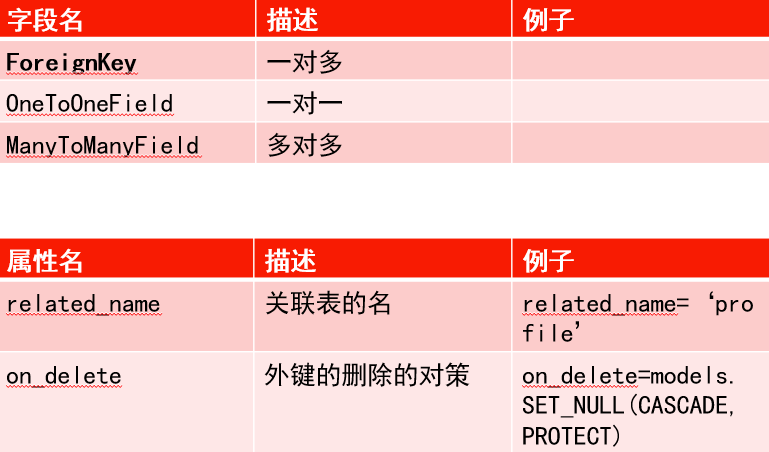 字段名 描述 例子
ForeignKey 一对多
OneToOneField 一对一
ManyToManyField 多对多
属性名 描述 例子
related_name 关联表的名 related_name= ‘pro
file’
on_delete 外键的删除的对策 on_delete=models.
SET_NULL(CASCADE,
PROTECT)